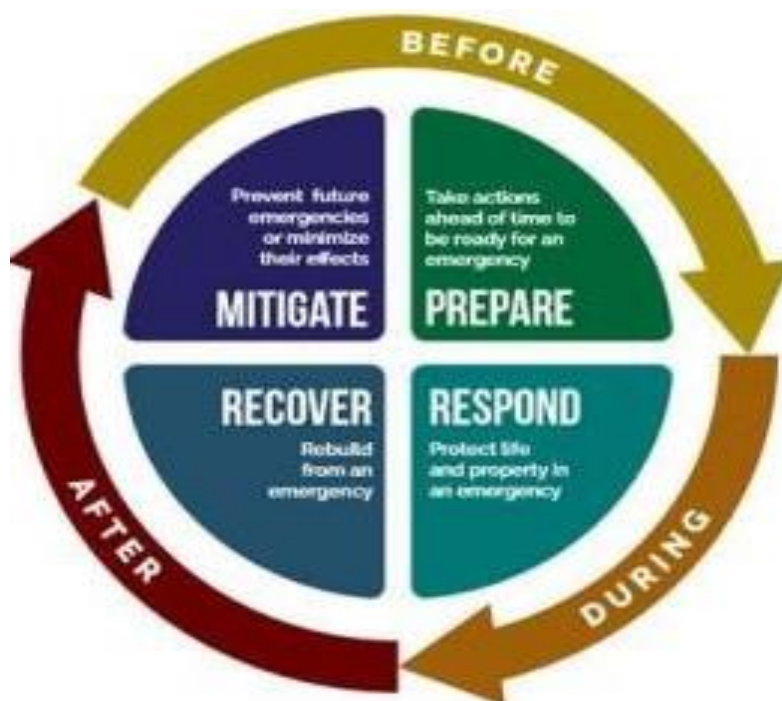 BEFORE
Prevent future
emergencies
or minimize
their effects
MITIGATE
Take actions
ahead of time to
be ready for an
emergency
PREPARE
RECOVER
Rebuild
from an
emergency
RESPOND
Protect life
and property in
an emergency
AFTER
DURING